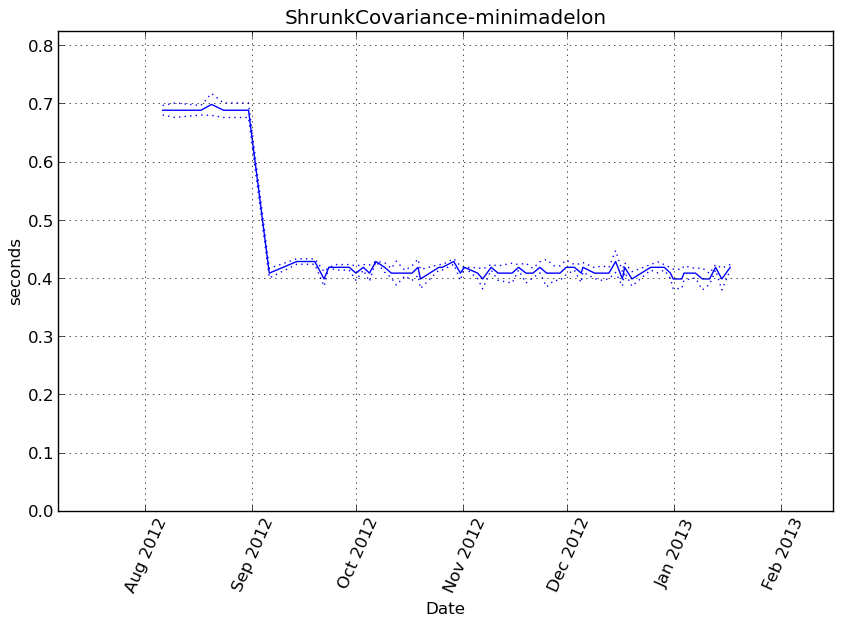 ShrunkCovariance-minimadelon
0.8
0.7
0.6
0.5
0.4
0.3
0.2
0.1
0.0
seconds
Aug 2012
Sep 2012
Oct 2012
Nov 2012
Dec 2012
Jan 2013
Feb 2013
Date